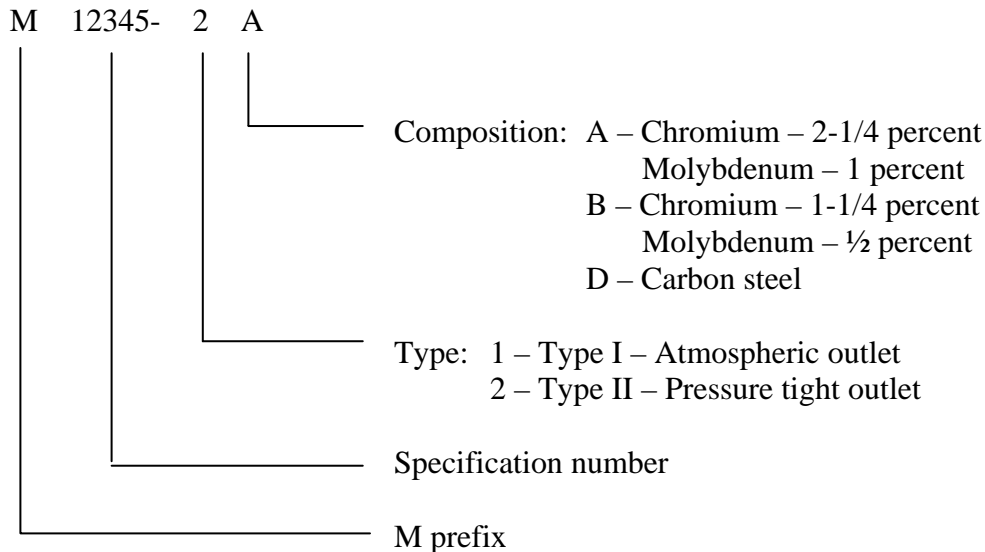 M 12345- 2 A
Composition: A – Chromium – 2-1/4 percent
Molybdenum – 1 percent
B – Chromium – 1-1/4 percent
Molybdenum – ½ percent
D – Carbon steel
Type: 1 – Type I – Atmospheric outlet
2 – Type II – Pressure tight outlet
Specification number
M prefix